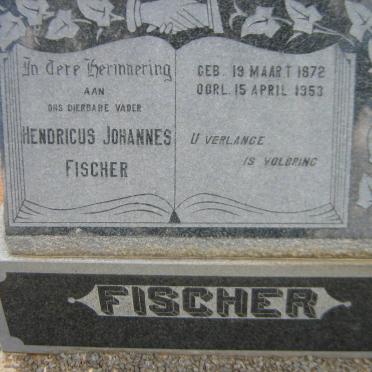 In dere Herinnering
AAN
ONS DIERBARE VADER
HENDRICUS JOHANNES
FISCHER
GEB. 19 MAART 1872
OORL. 15 APRIL 1953
U VERLANGE
IS VOLBRING
FISCHER